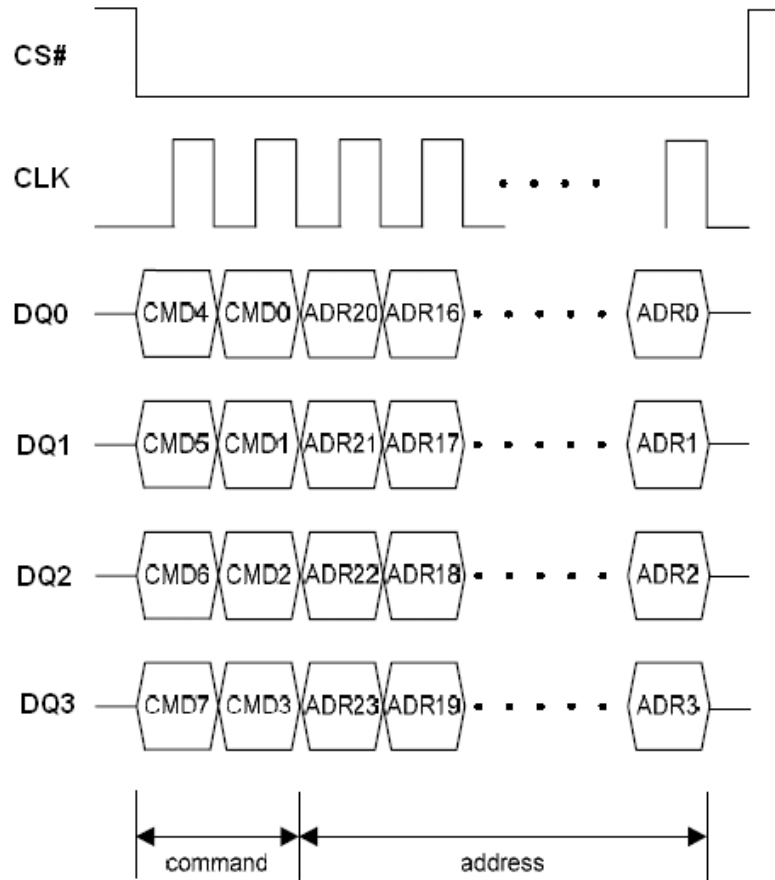 CS#
CLK
DQ0 CMD4 CMD0 ADR20 ADR16 ADR0
DQ1 CMD5 CMD1 ADR21 ADR17 ADR1
DQ2 CMD6 CMD2 ADR22 ADR18 ADR2
DQ3 CMD7 CMD3 ADR23 ADR19 ADR3
command address